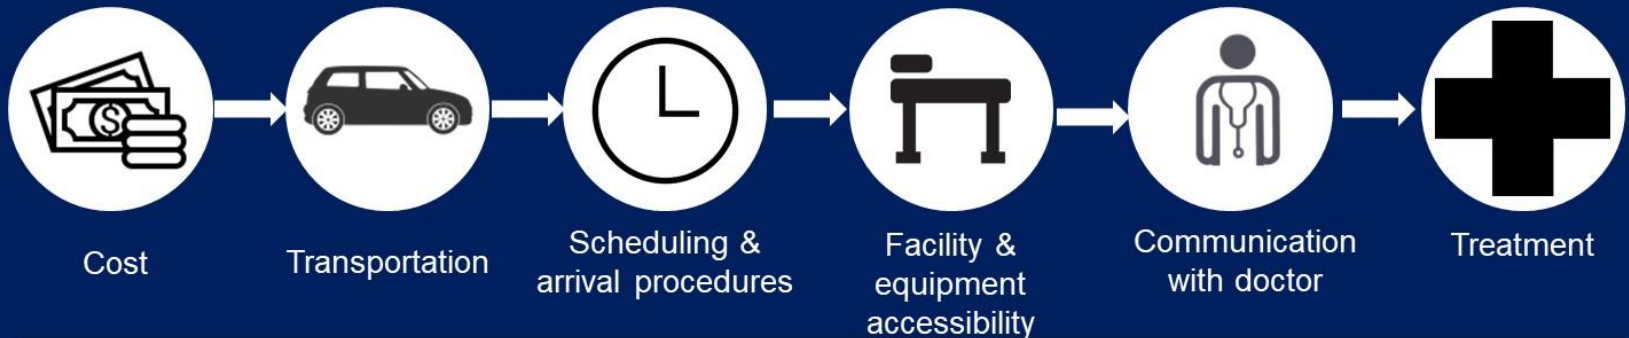 Cost
Transportation
Scheduling &
arrival procedures
Facility &
equipment
accessibility
Communication
with doctor
Treatment